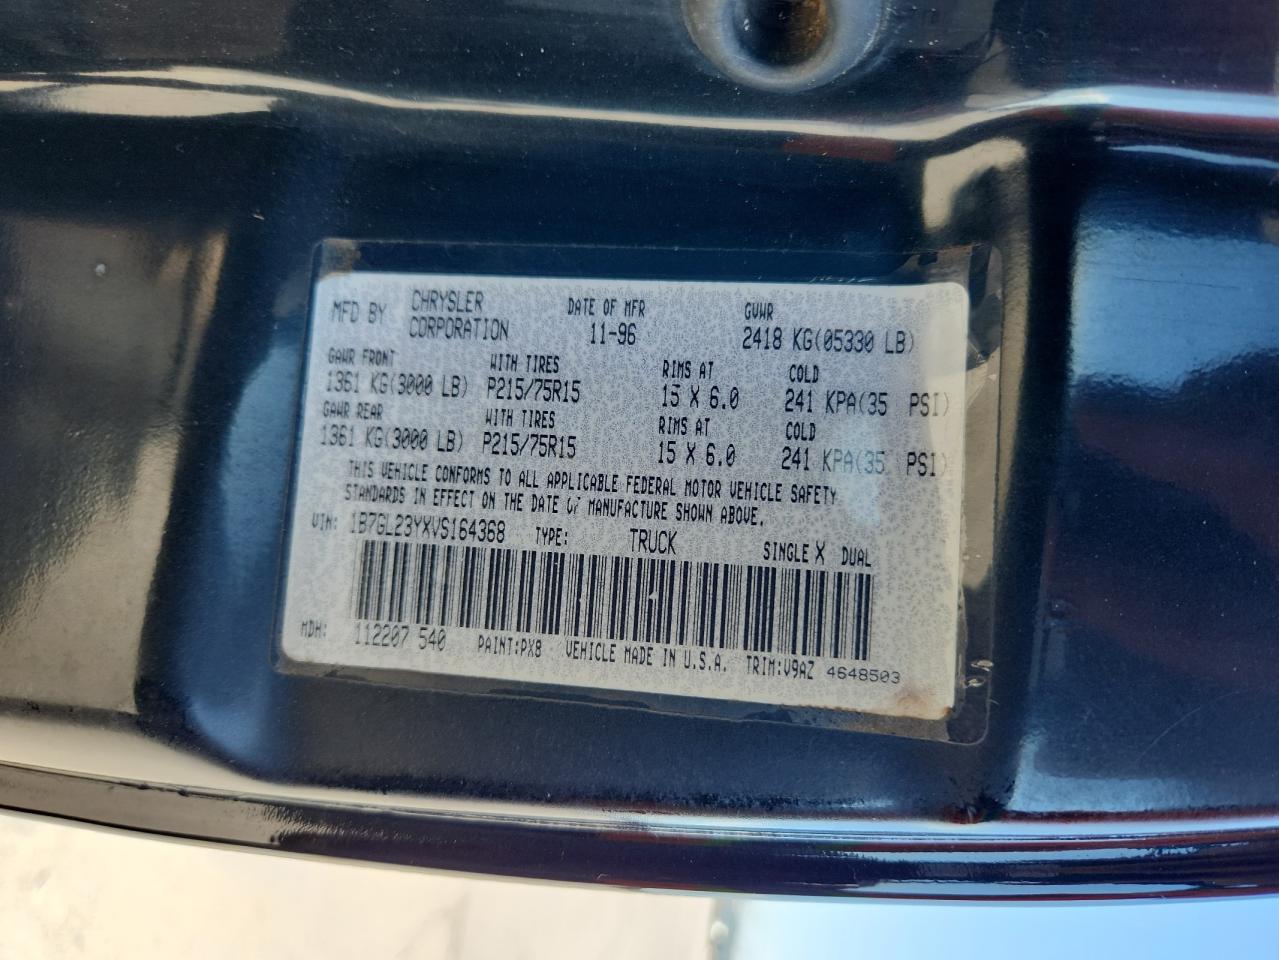 MFD BY CHRYSLER CORPORATION DATE OF MFR 11-96 GVWR 2418 KG(05330 LB)
GAWR FRONT WITH TIRES RIMS AT COLD
1361 KG(3000 LB) P215/75R15 15 X 6.0 241 KPA(35 PSI)
GAWR REAR WITH TIRES RIMS AT COLD
1361 KG(3000 LB) P215/75R15 15 X 6.0 241 KPA(35 PSI)
THIS VEHICLE CONFORMS TO ALL APPLICABLE FEDERAL MOTOR VEHICLE SAFETY
STANDARDS IN EFFECT ON THE DATE OF MANUFACTURE SHOWN ABOVE.
VIN: 1B7GL23YXVS164368 TYPE: TRUCK SINGLE X DUAL
MDH: 112207 540 PAINT:PX8 VEHICLE MADE IN U.S.A. TRIM:V9AZ 4648503